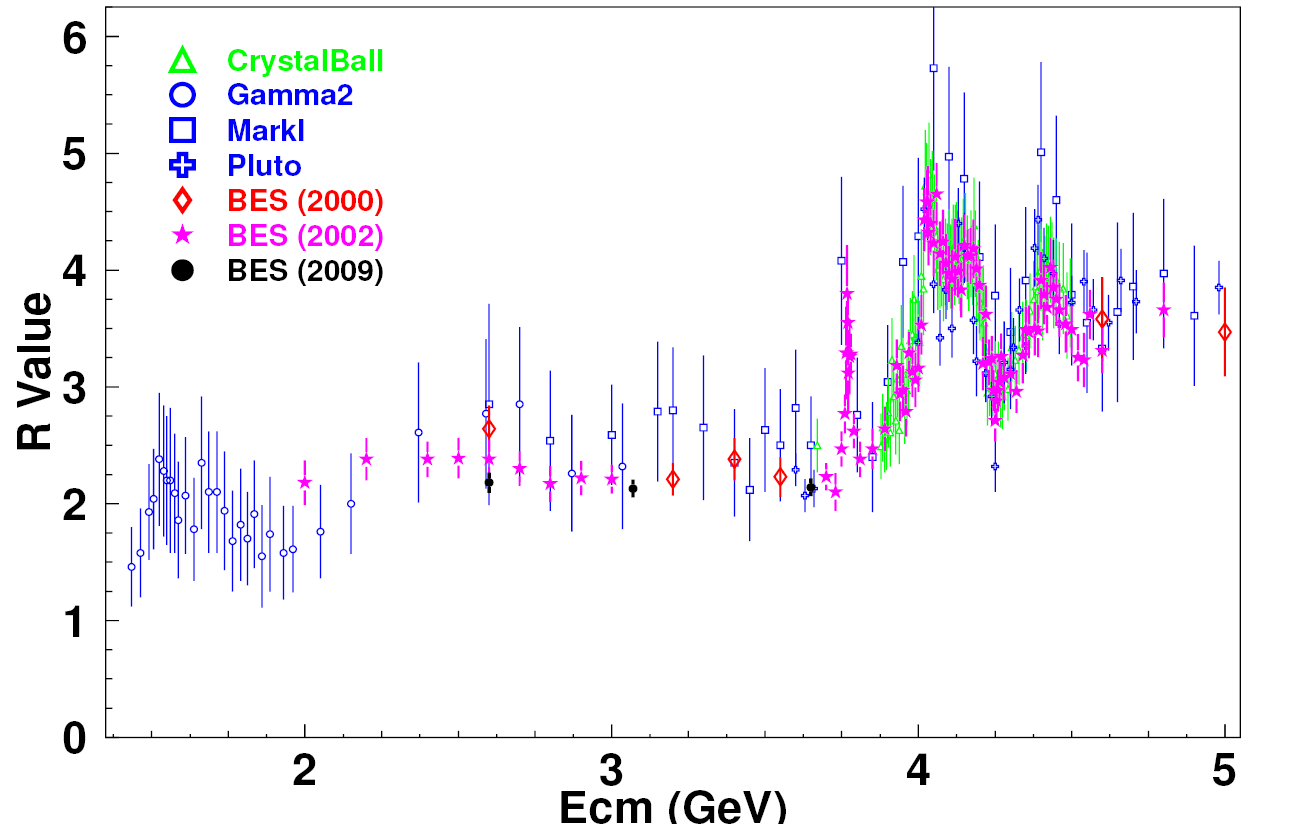 6
5
4
3
2
1
0
R Value
CrystalBall
Gamma2
MarkI
Pluto
BES (2000)
BES (2002)
BES (2009)
2 3 4 5
Ecm (GeV)